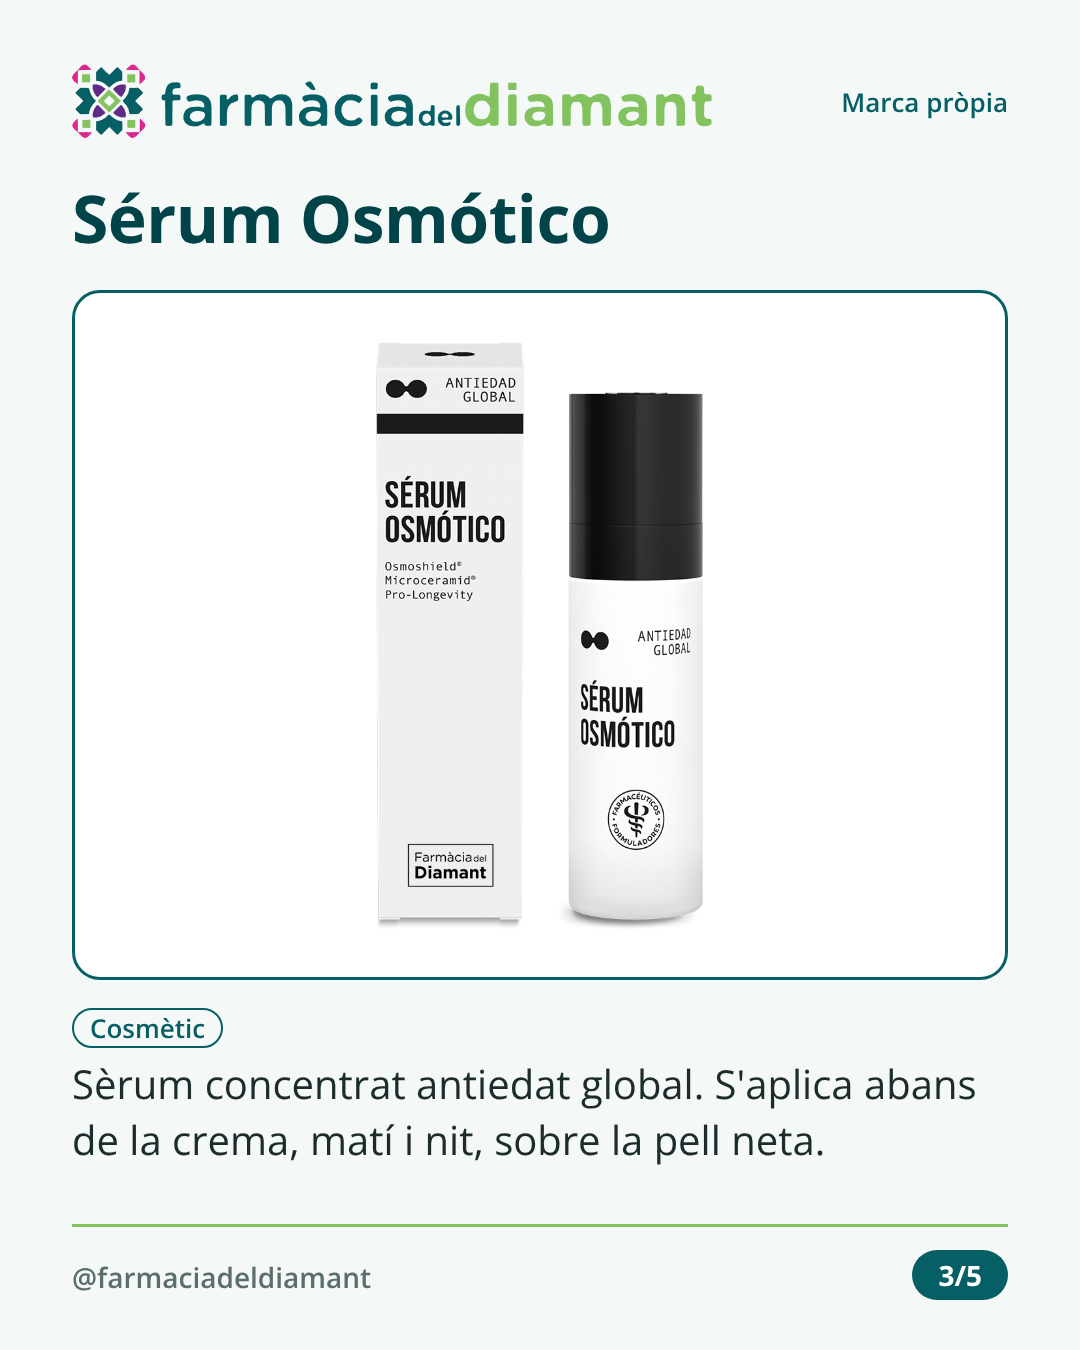 farmàciadeldiamant
Marca pròpia
Sérum Osmótico
ANTIEDAD
GLOBAL
SÉRUM
OSMÓTICO
Osmoshield®
Microceramid®
Pro-Longevity
Farmàcia del
Diamant
ANTIEDAD
GLOBAL
SÉRUM
OSMÓTICO
FARMACÉUTICOS
FORMULADORES
Cosmètic
Sèrum concentrat antiedat global. S'aplica abans
de la crema, matí i nit, sobre la pell neta.
@farmaciadeldiamant
3/5